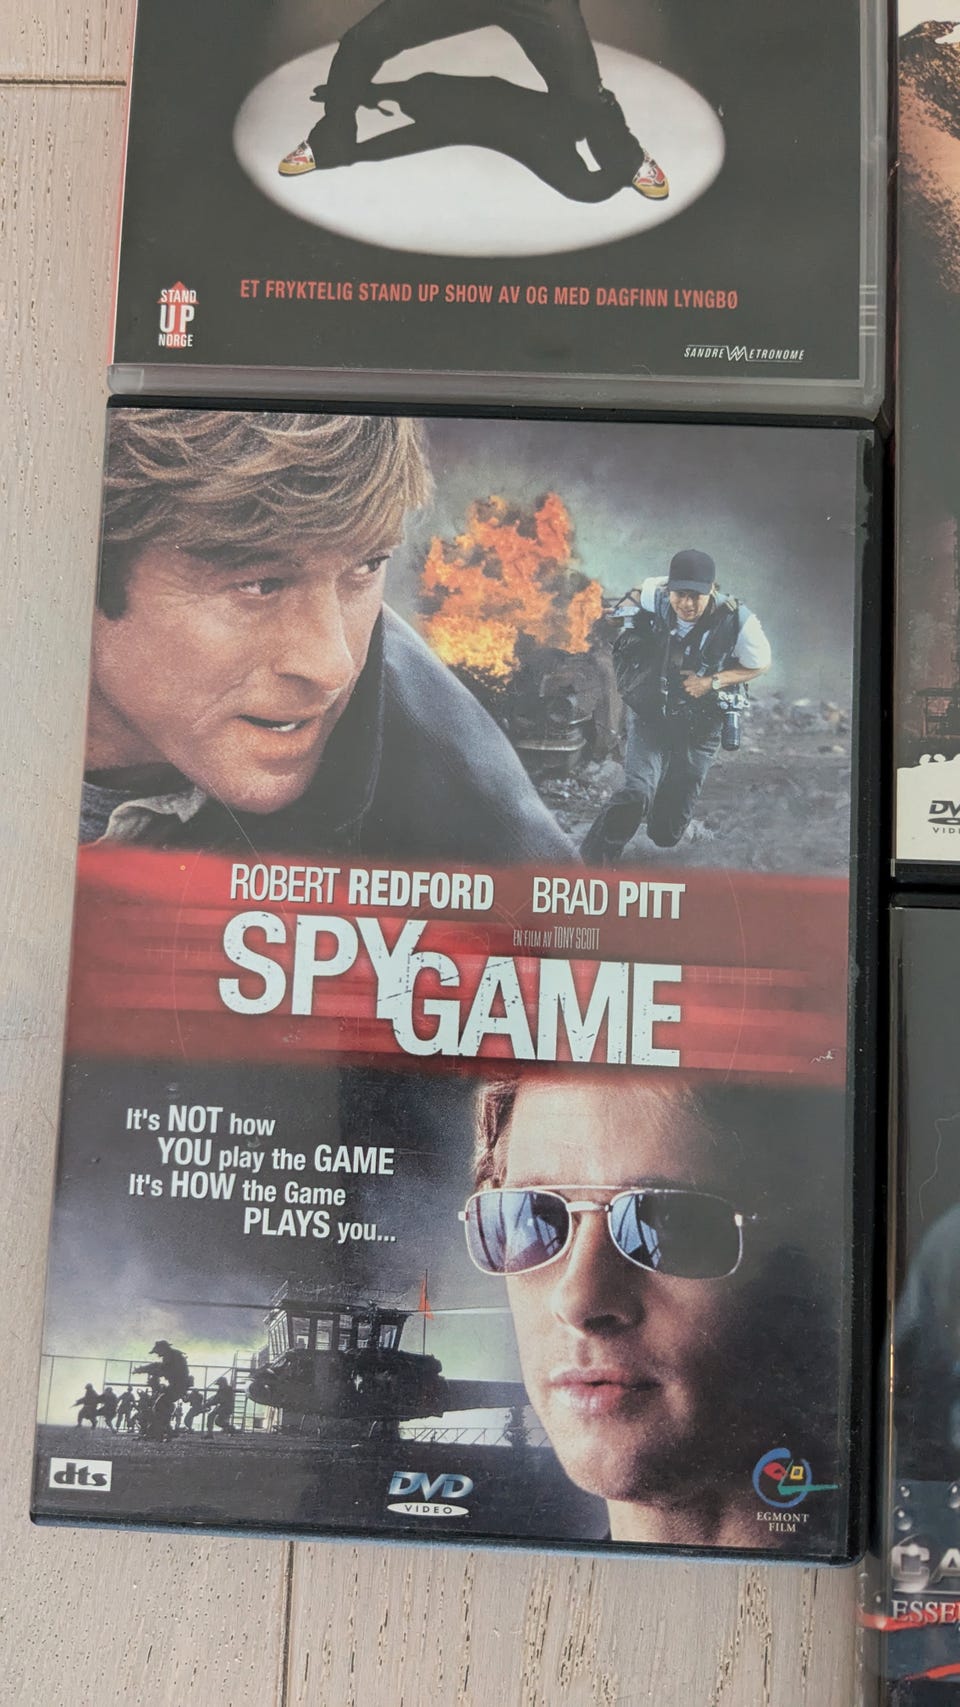 ET FRYKTELIG STAND UP SHOW AV OG MED DAGFINN LYNGBØ
STAND
UP
NORGE
SANDREW METRONOME
ROBERT REDFORD BRAD PITT
EN FILM AV TONY SCOTT
SPY GAME
It's NOT how
YOU play the GAME
It's HOW the Game
PLAYS you...
dts
DVD
VIDEO
EGMONT
FILM